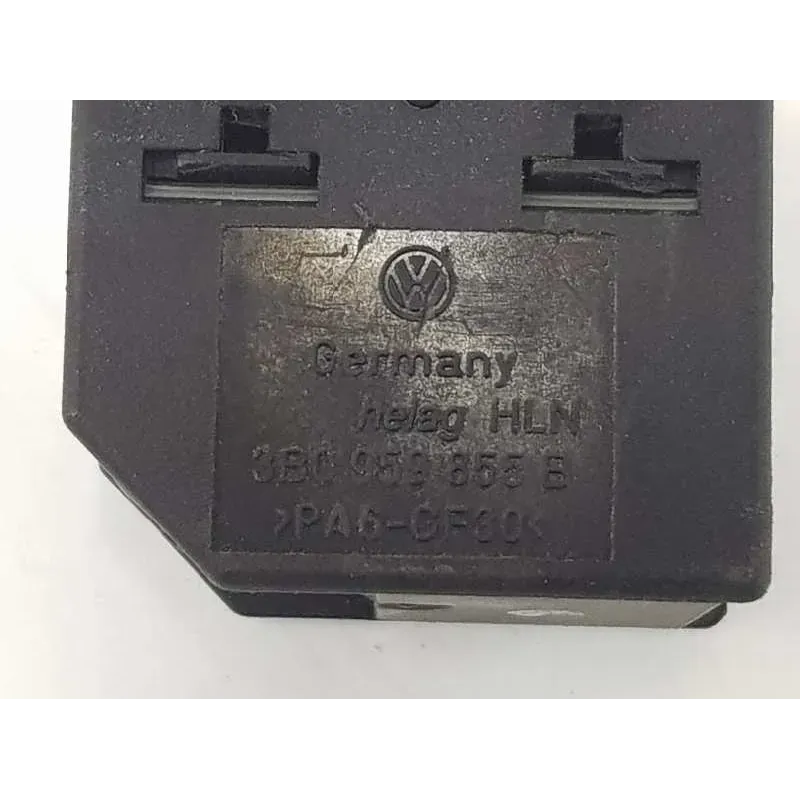 Germany
helag HLN
3B0 959 855 B
>PA6-GF30<